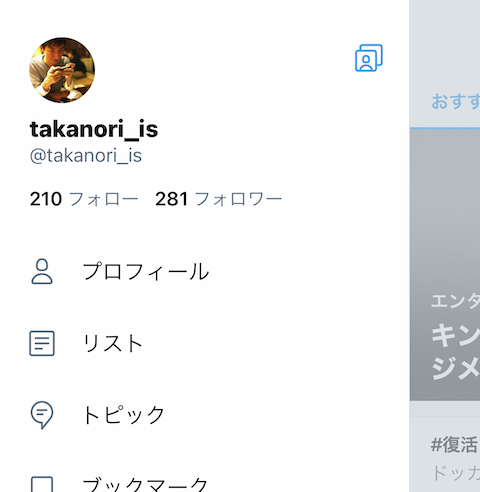 takanori_is
@takanori_is
210 フォロー 281 フォロワー
プロフィール
リスト
トピック
ブックマーク
おすす
エンタ
キン
ジメ
#復活
ドッカ